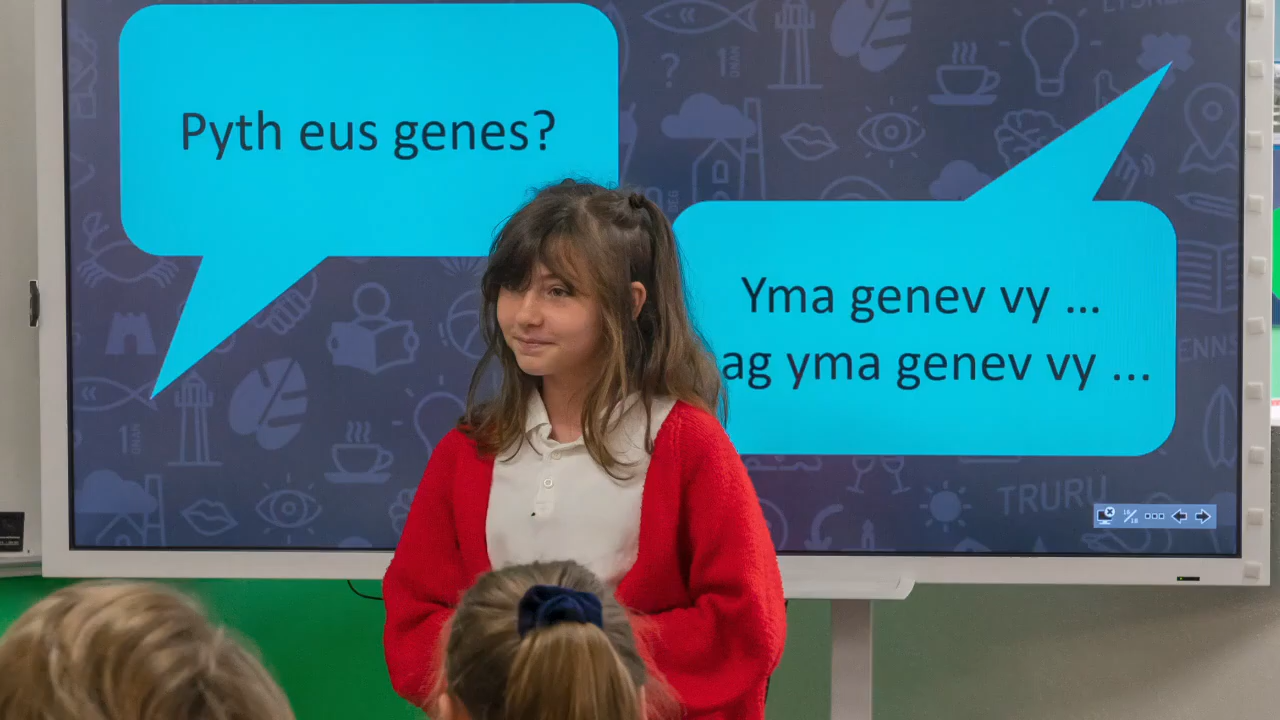 Pyth eus genes?
Yma genev vy ...
ag yma genev vy ...
TRURU